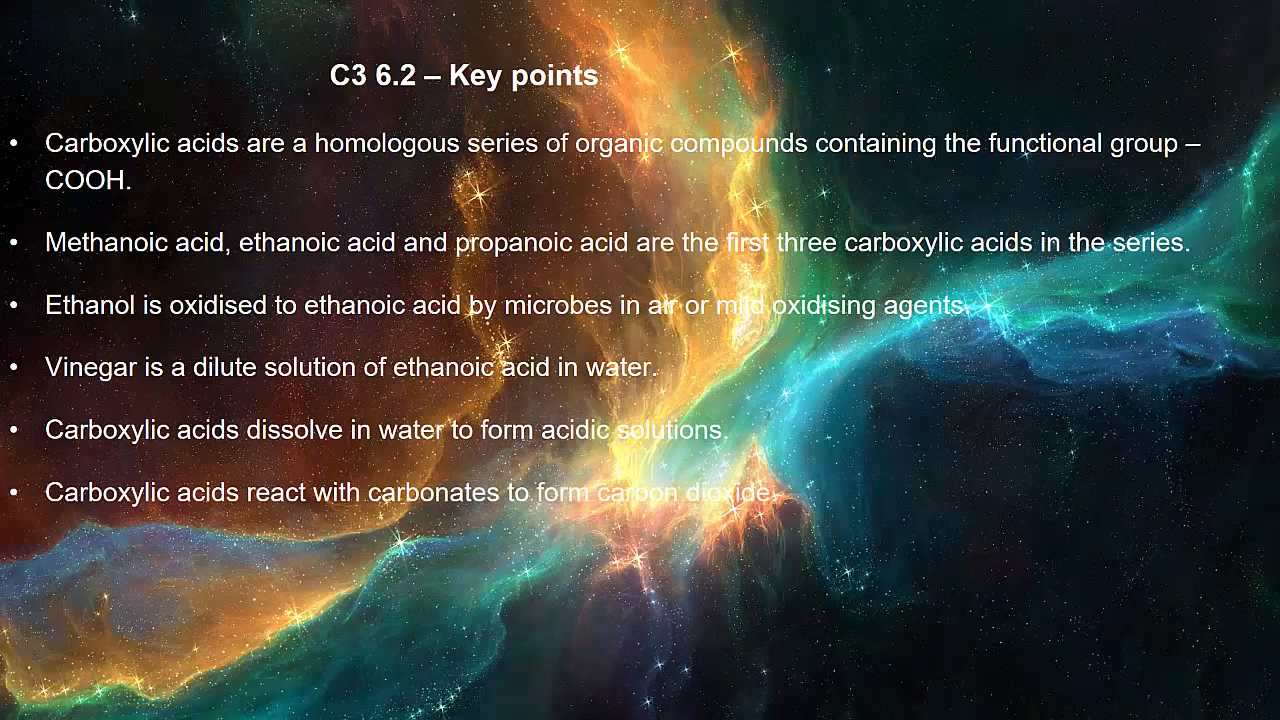 C3 6.2 – Key points
• Carboxylic acids are a homologous series of organic compounds containing the functional group –
COOH.
• Methanoic acid, ethanoic acid and propanoic acid are the first three carboxylic acids in the series.
• Ethanol is oxidised to ethanoic acid by microbes in air or mild oxidising agents.
• Vinegar is a dilute solution of ethanoic acid in water.
• Carboxylic acids dissolve in water to form acidic solutions.
• Carboxylic acids react with carbonates to form carbon dioxide.